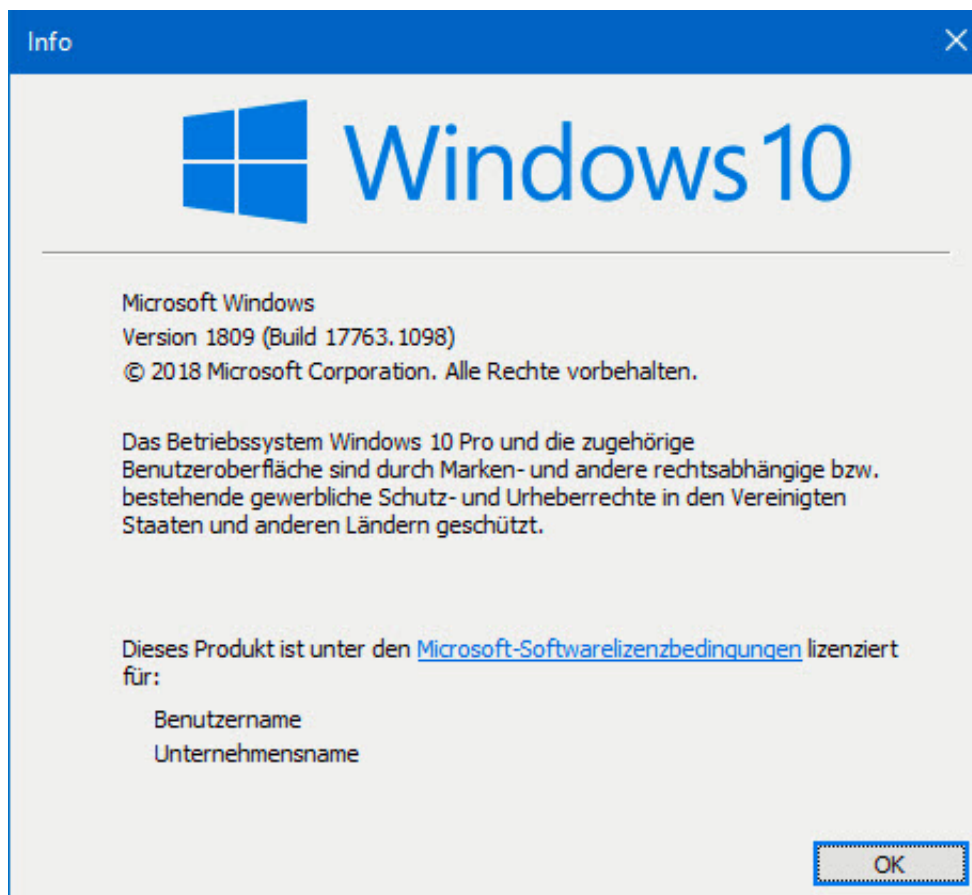 Info
Windows 10
Microsoft Windows
Version 1809 (Build 17763.1098)
© 2018 Microsoft Corporation. Alle Rechte vorbehalten.
Das Betriebssystem Windows 10 Pro und die zugehörige
Benutzeroberfläche sind durch Marken- und andere rechtsabhängige bzw.
bestehende gewerbliche Schutz- und Urheberrechte in den Vereinigten
Staaten und anderen Ländern geschützt.
Dieses Produkt ist unter den Microsoft-Softwarelizenzbedingungen lizenziert
für:
Benutzername
Unternehmensname
OK